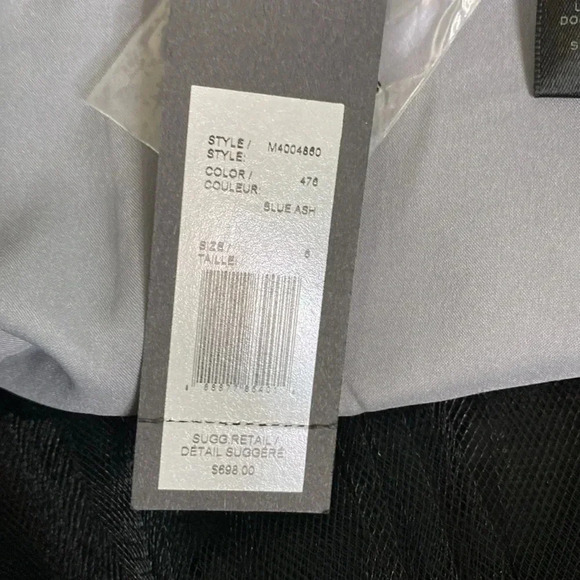 STYLE / M4004860
STYLE:
COLOR / 476
COULEUR:
BLUE ASH
SIZE / 6
TAILLE:
SUGG.RETAIL /
DÉTAIL SUGGÉRÉ
$698.00